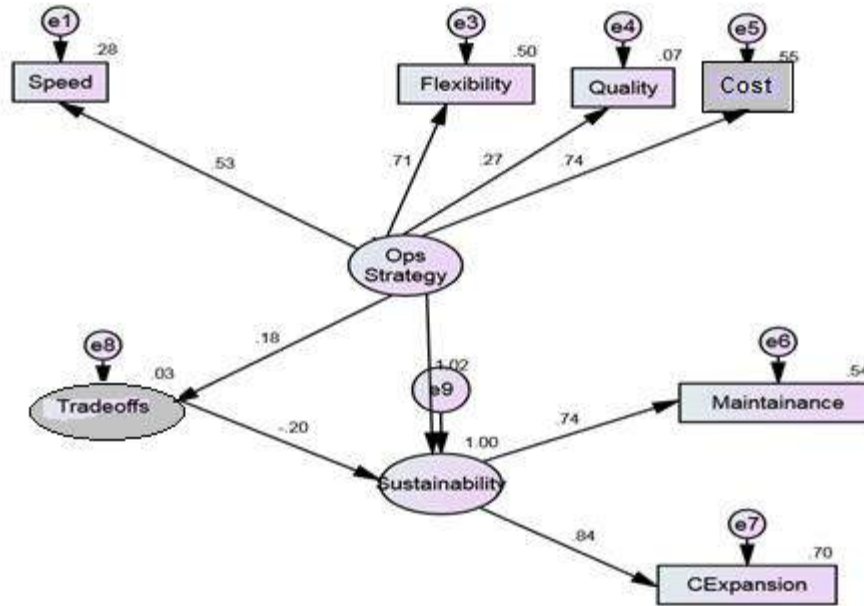 e1
e3
e4
e5
.28
.50
.07
.55
Speed
Flexibility
Quality
Cost
.53
.71
.27
.74
Ops
Strategy
e8
.18
.03
1.02
e6
.54
Tradeoffs
e9
Maintainance
-.20
1.00
.74
Sustainability
.84
e7
.70
CExpansion